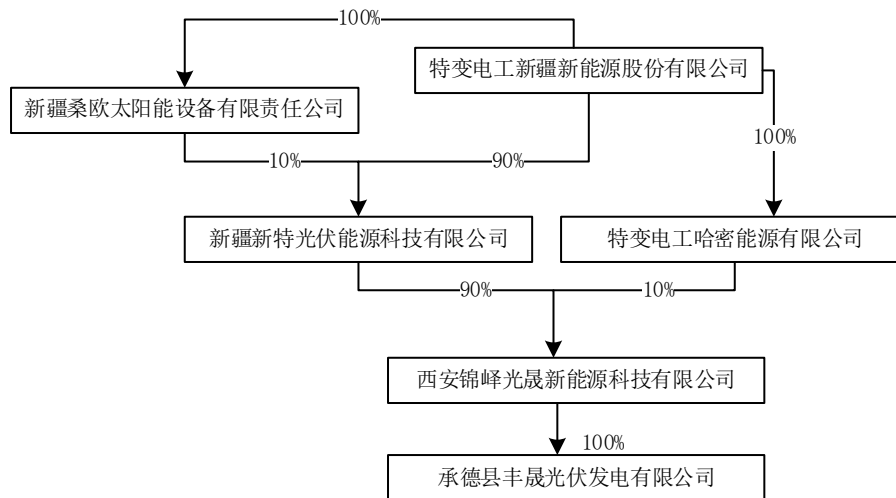 100%
特变电工新疆新能源股份有限公司
新疆桑欧太阳能设备有限责任公司
100%
10%
90%
新疆新特光伏能源科技有限公司
特变电工哈密能源有限公司
90%
10%
西安锦峄光晟新能源科技有限公司
100%
承德县丰晟光伏发电有限公司